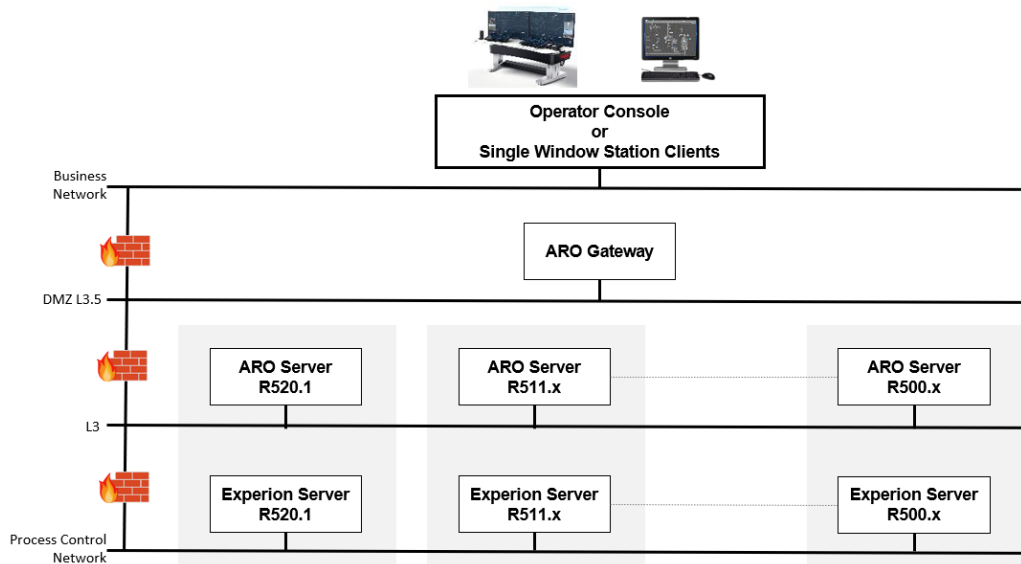 Operator Console
or
Single Window Station Clients
Business
Network
ARO Gateway
DMZ L3.5
ARO Server
R520.1
ARO Server
R511.x
ARO Server
R500.x
L3
Experion Server
R520.1
Experion Server
R511.x
Experion Server
R500.x
Process Control
Network